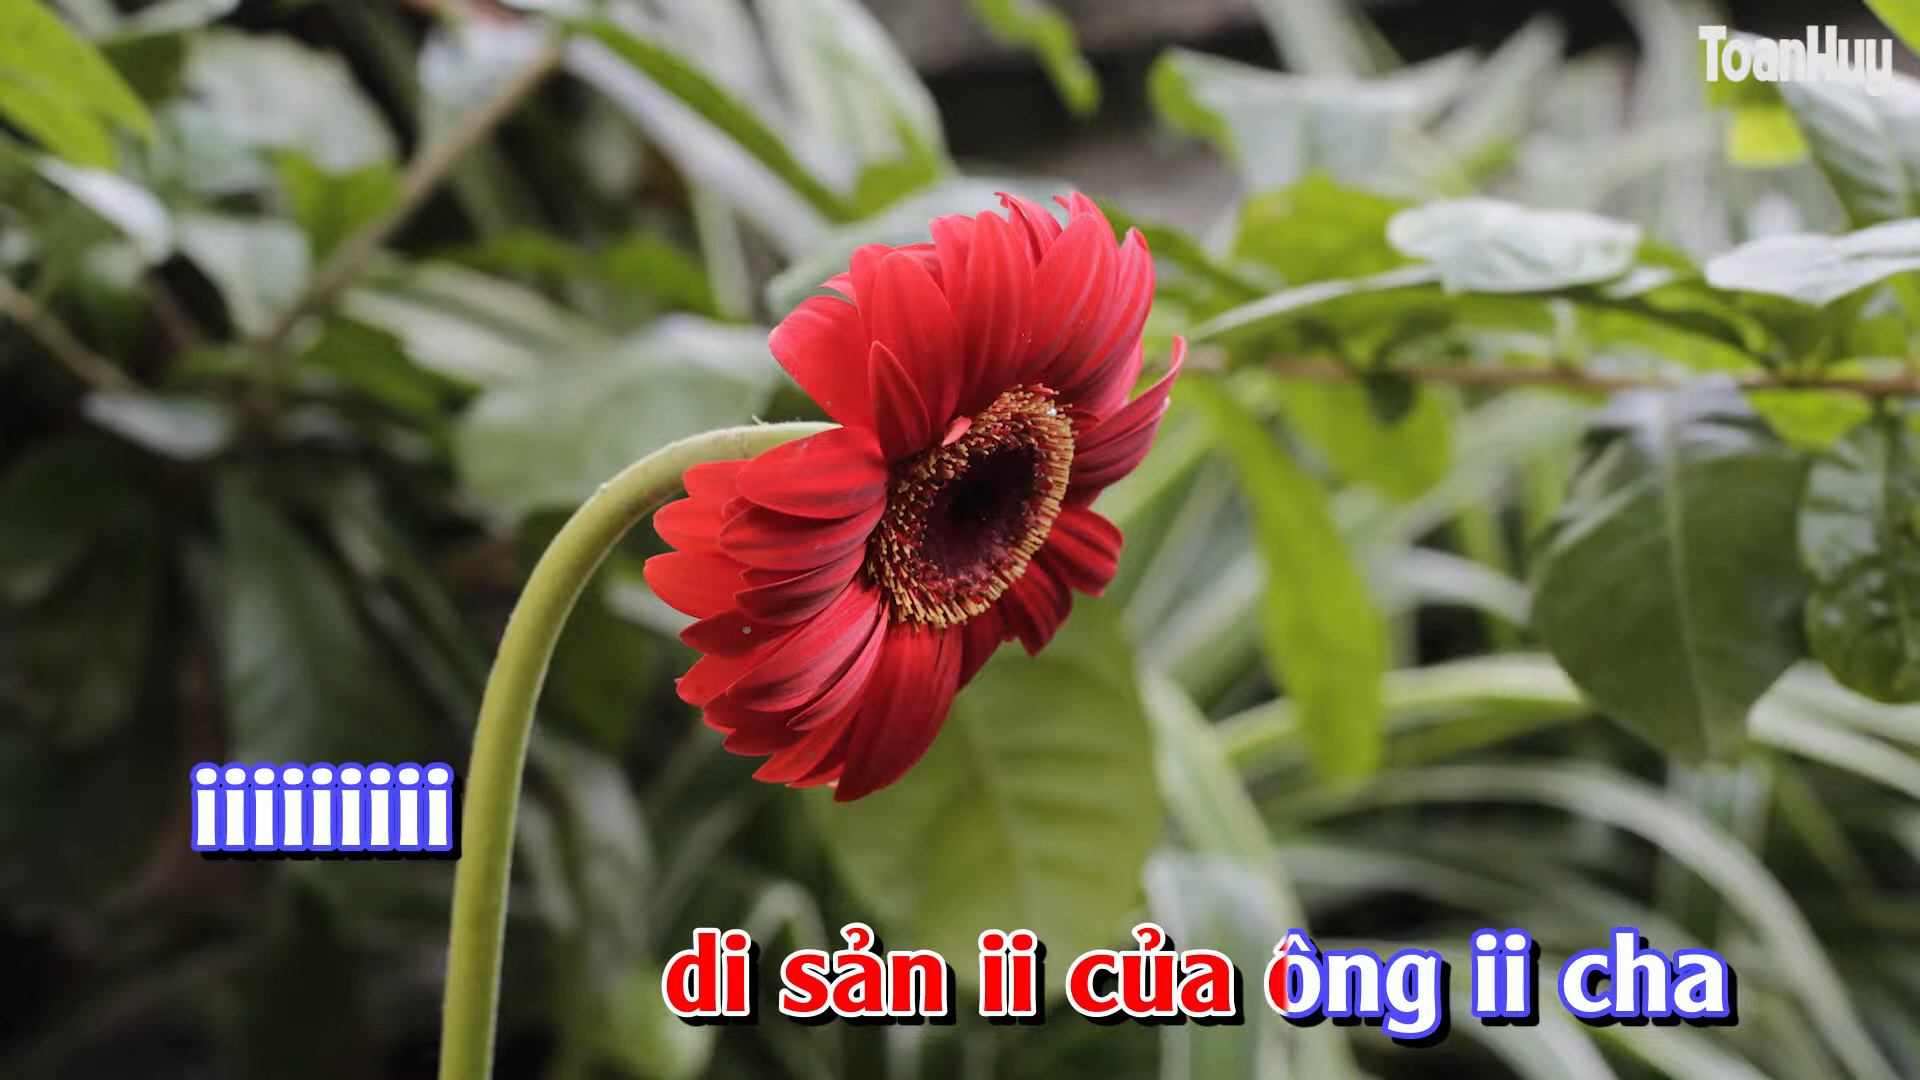 ToanHuy
iiiiiiiii
di sản ii của ông ii cha